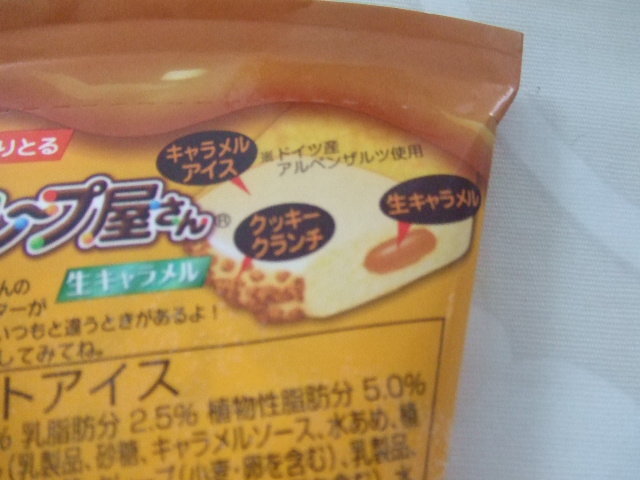 りとる
キャラメル
アイス
※ドイツ産
アルペンザルツ使用
生キャラメル
ープ屋さん®
クッキー
クランチ
生キャラメル
んの
ターが
いつもと違うときがあるよ！
してみてね。
トアイス
% 乳脂肪分 2.5% 植物性脂肪分 5.0%
(乳製品、砂糖、キャラメルソース、水あめ、植
(小麦・卵を含む)、乳製品、